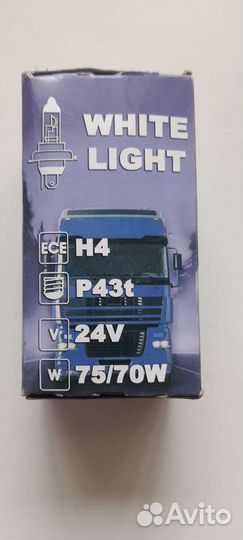 WHITE
LIGHT
ECE H4
P43t
V 24V
W 75/70W
Avito